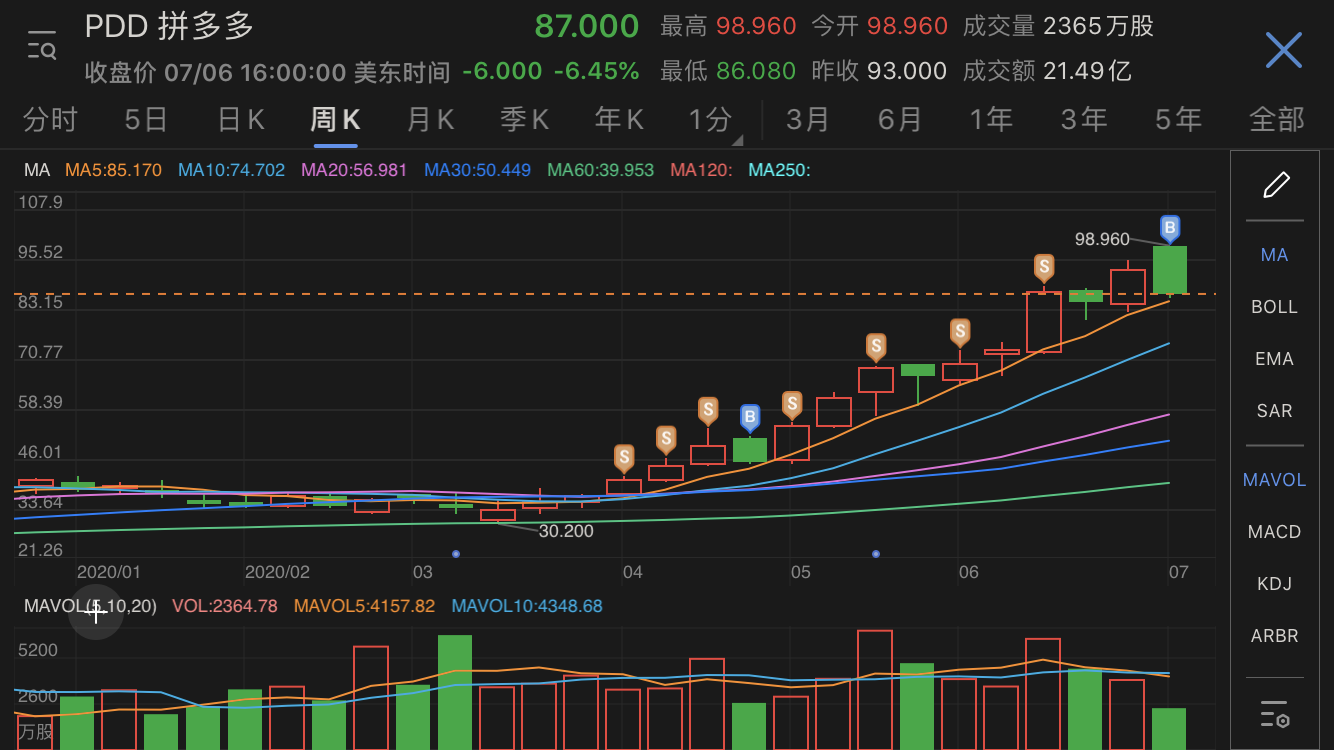 PDD 拼多多 87.000 最高 98.960 今开 98.960 成交量 2365万股
收盘价 07/06 16:00:00 美东时间 -6.000 -6.45% 最低 86.080 昨收 93.000 成交额 21.49亿
分时 5日 日K 周K 月K 季K 年K 1分 3月 6月 1年 3年 5年 全部
MA MA5:85.170 MA10:74.702 MA20:56.981 MA30:50.449 MA60:39.953 MA120: MA250:
107.9
B
98.960
95.52
S
83.15
S
S
70.77
S
B
S
58.39
S
S
46.01
33.64
30.200
21.26
2020/01 2020/02 03 04 05 06 07
MAVOL(5,10,20) VOL:2364.78 MAVOL5:4157.82 MAVOL10:4348.68
5200
2600
万股
MA
BOLL
EMA
SAR
MAVOL
MACD
KDJ
ARBR